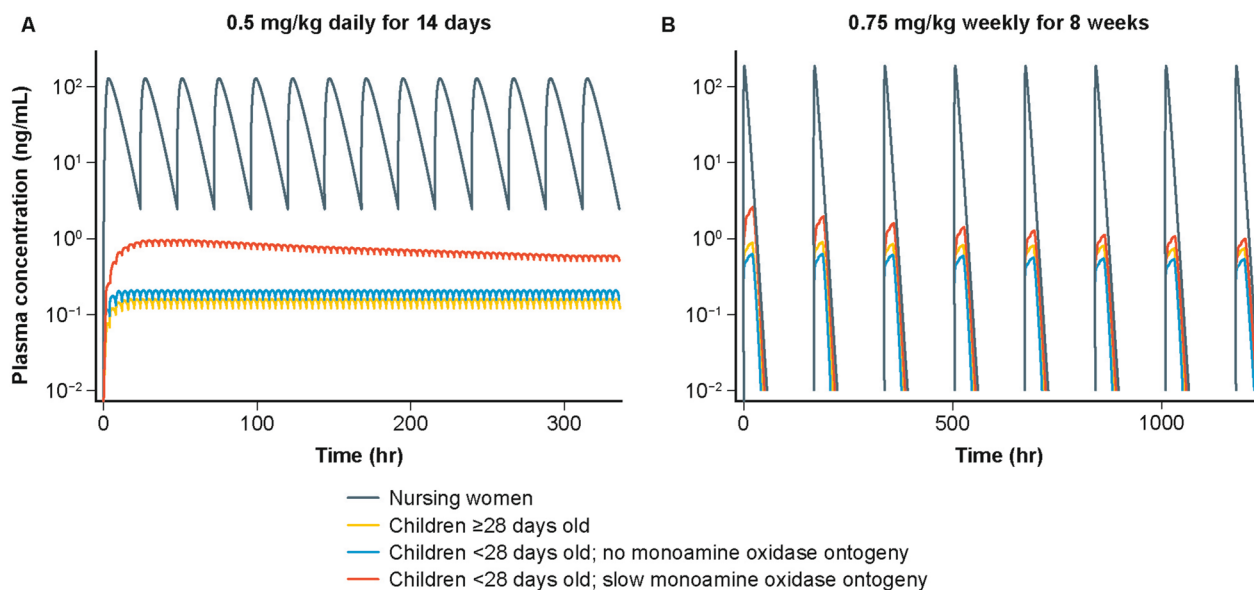 A
0.5 mg/kg daily for 14 days
Plasma concentration (ng/mL)
10²
10¹
10⁰
10⁻¹
10⁻²
0
100
200
300
Time (hr)
B
0.75 mg/kg weekly for 8 weeks
10²
10¹
10⁰
10⁻¹
10⁻²
0
500
1000
Time (hr)
Nursing women
Children ≥28 days old
Children <28 days old; no monoamine oxidase ontogeny
Children <28 days old; slow monoamine oxidase ontogeny